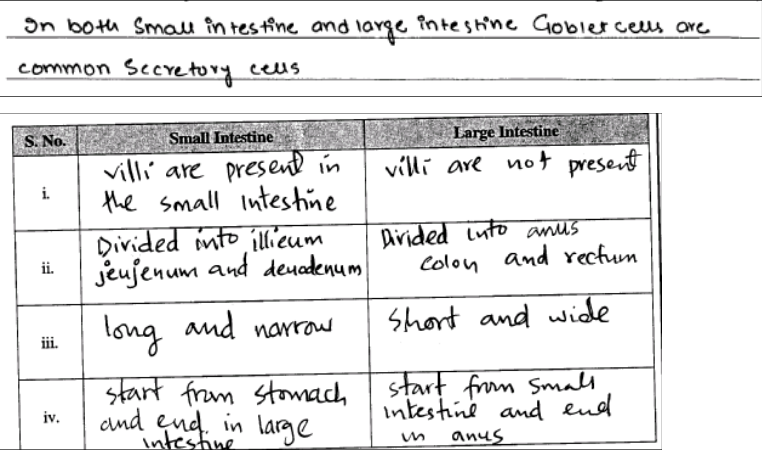 In both Small intestine and large intestine Goblet cells are
common Secretory cells
S. No. Small Intestine Large Intestine
i. villi are present in the small intestine villi are not present
ii. Divided into illieum jeujenum and deuodenum Divided into anus colon and rectum
iii. long and narrow Short and wide
iv. start from stomach and end. in large intestine start from small intestine and end in anus